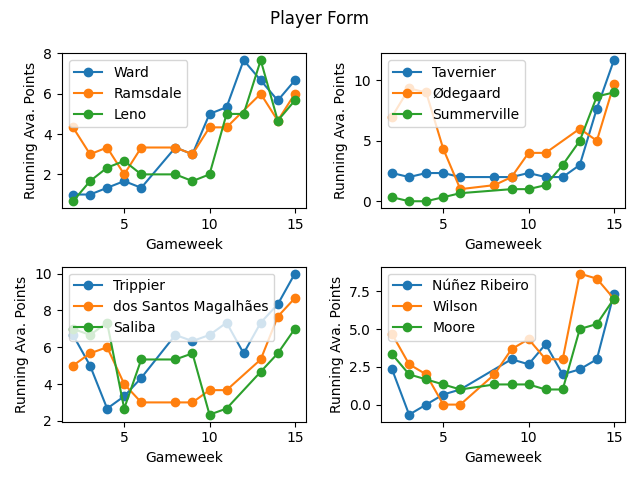 Player Form
Running Ava. Points
8
6
4
2
Ward
Ramsdale
Leno
5
10
15
Gameweek
Running Ava. Points
10
5
0
Tavernier
Ødegaard
Summerville
5
10
15
Gameweek
Running Ava. Points
10
8
6
4
2
Trippier
dos Santos Magalhães
Saliba
5
10
15
Gameweek
Running Ava. Points
7.5
5.0
2.5
0.0
Núñez Ribeiro
Wilson
Moore
5
10
15
Gameweek